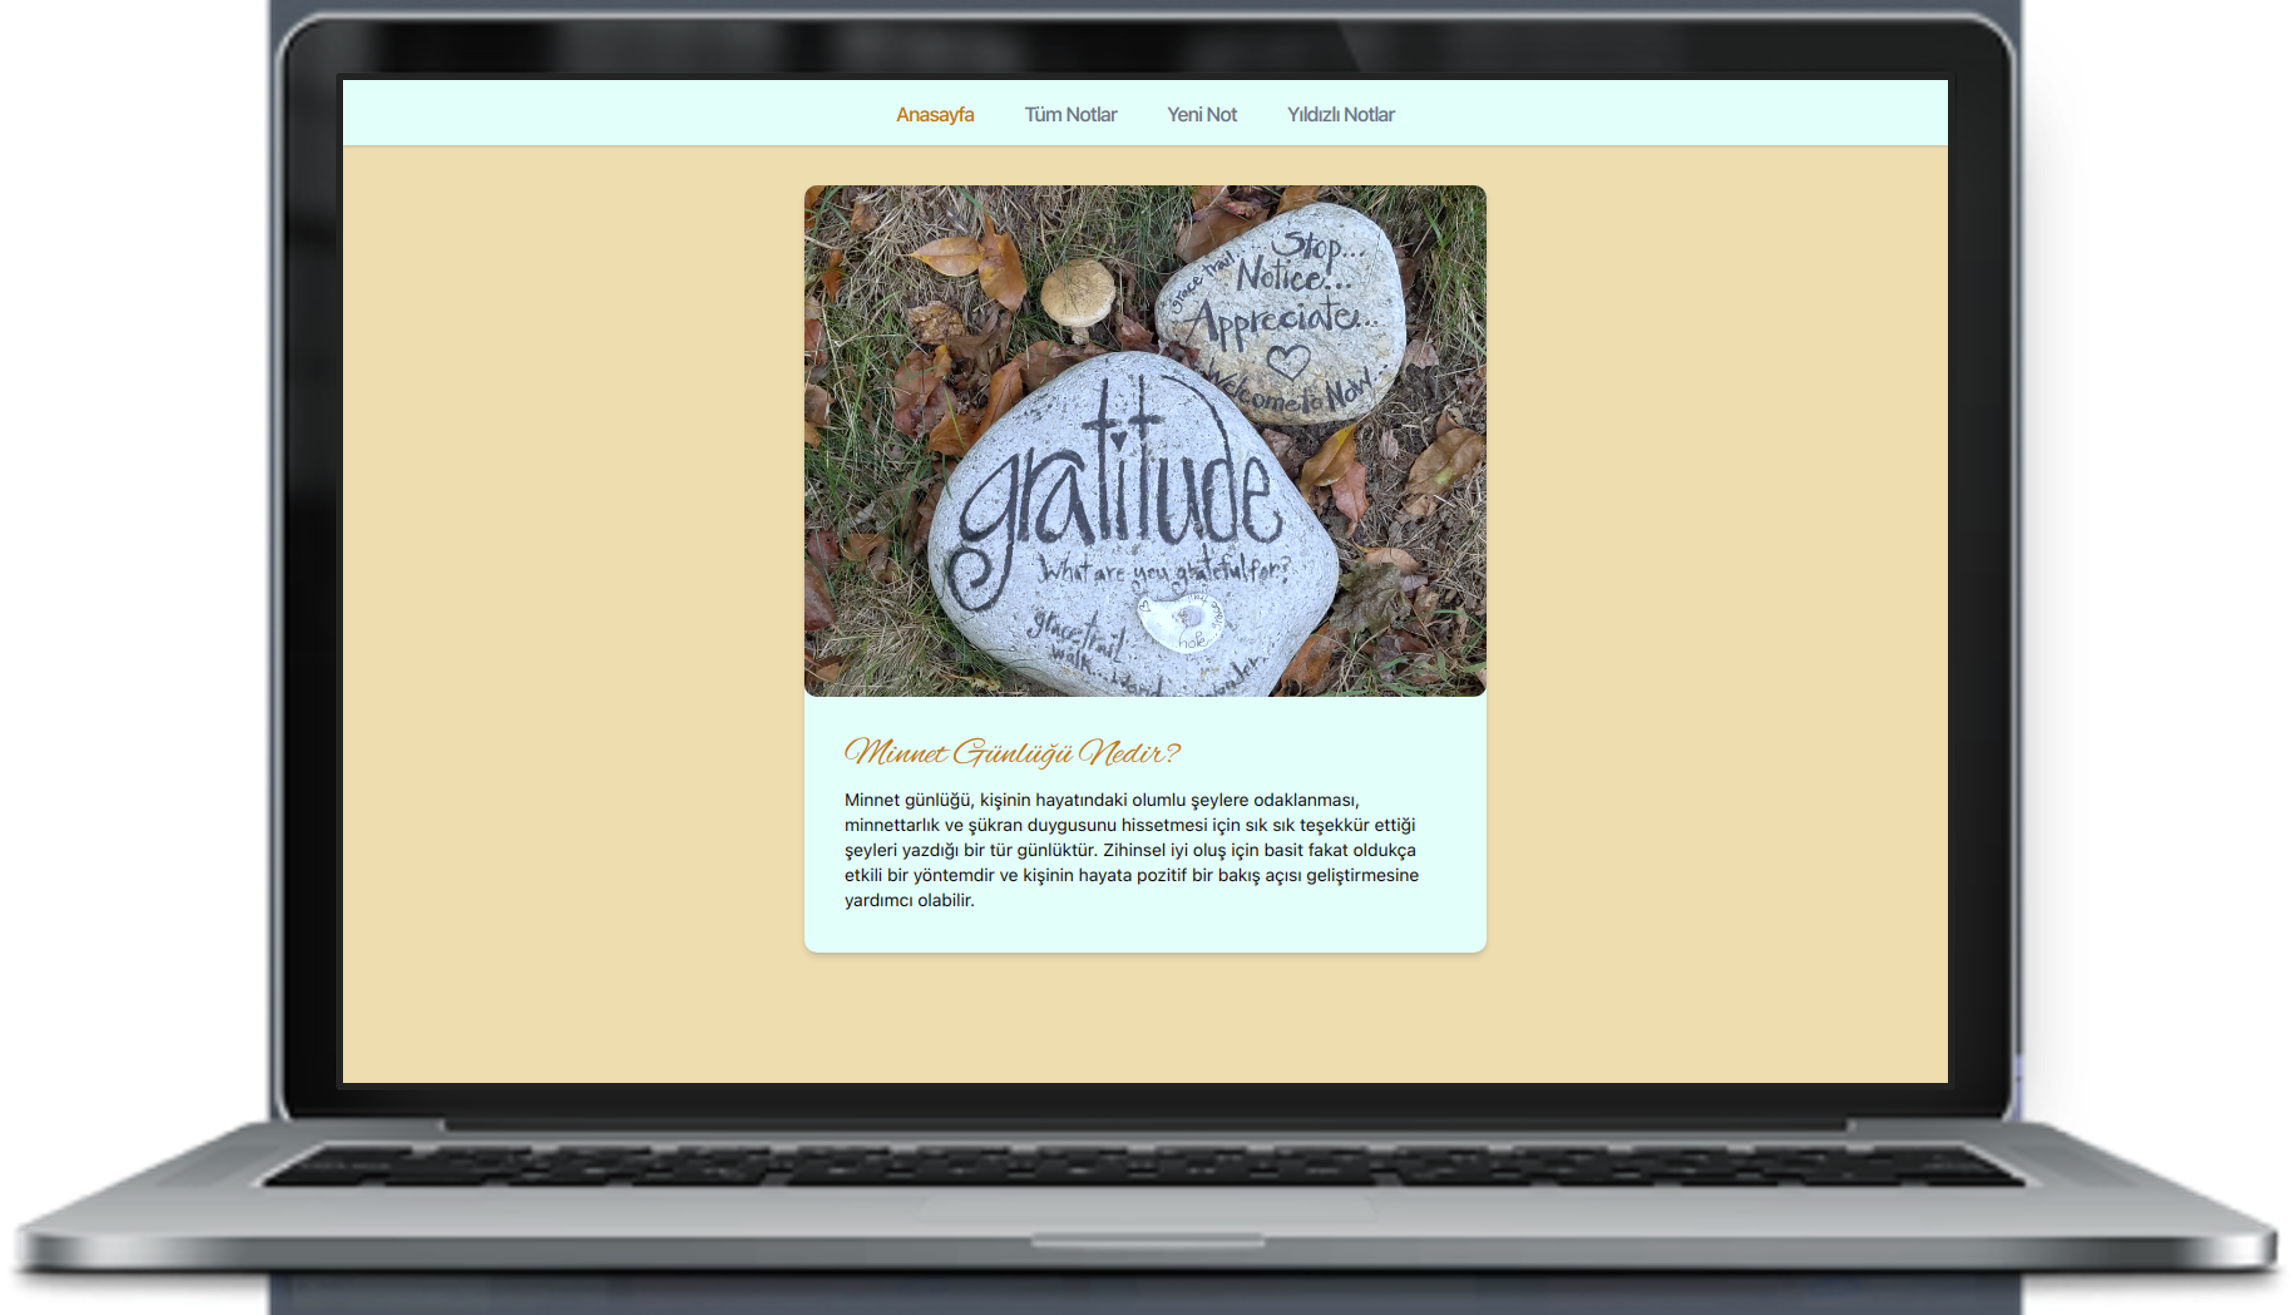 Anasayfa Tüm Notlar Yeni Not Yıldızlı Notlar
Stop...
Notice...
Appreciate...
Welcome to Now
grace trail
gratitude
What are you grateful for?
grace trail
walk...
hole
Minnet Günlüğü Nedir?
Minnet günlüğü, kişinin hayatındaki olumlu şeylere odaklanması,
minnettarlık ve şükran duygusunu hissetmesi için sık sık teşekkür ettiği
şeyleri yazdığı bir tür günlüktür. Zihinsel iyi oluş için basit fakat oldukça
etkili bir yöntemdir ve kişinin hayata pozitif bir bakış açısı geliştirmesine
yardımcı olabilir.